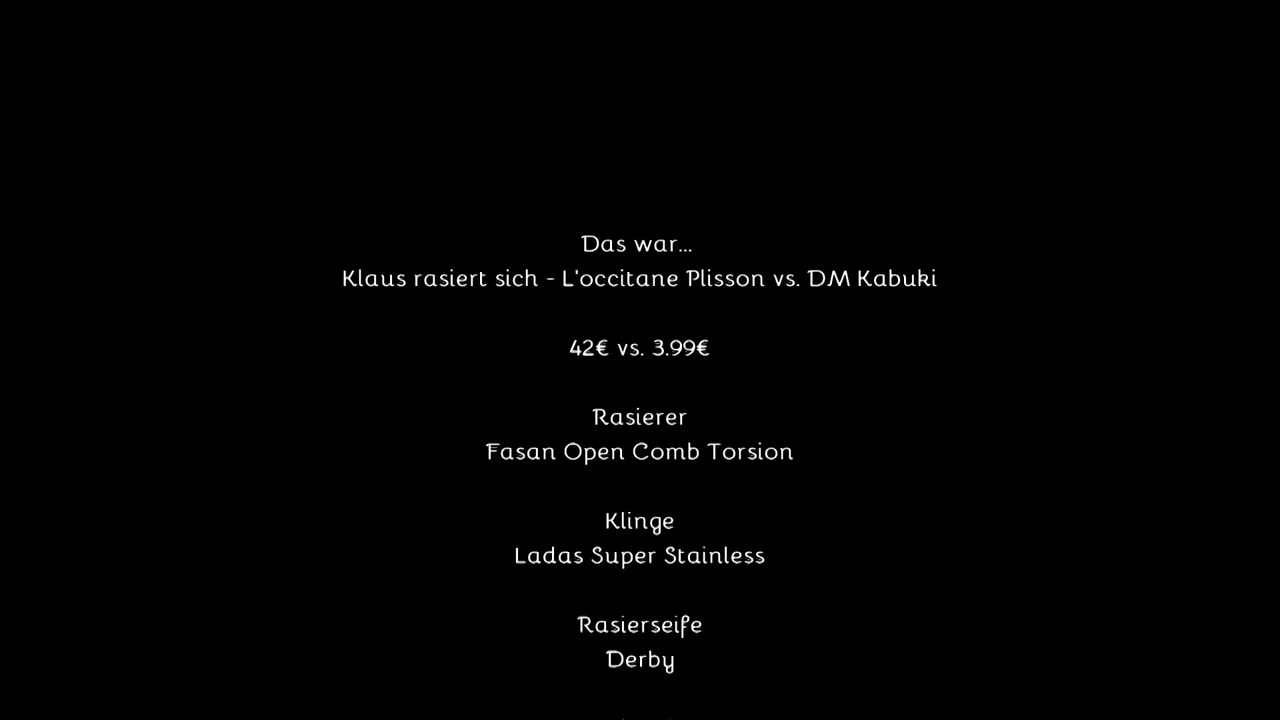 Das war...
Klaus rasiert sich - L'occitane Plisson vs. DM Kabuki
42€ vs. 3.99€
Rasierer
Fasan Open Comb Torsion
Klinge
Ladas Super Stainless
Rasierseife
Derby